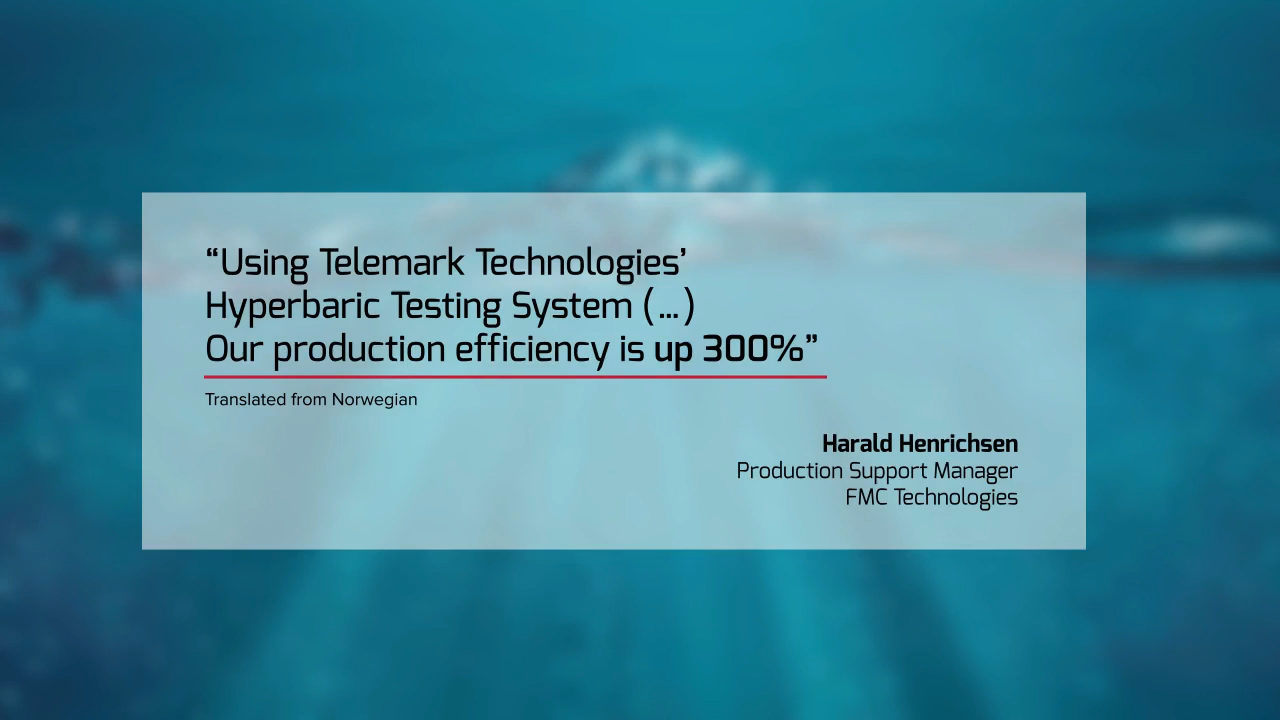 “Using Telemark Technologies’
Hyperbaric Testing System (...)
Our production efficiency is up 300%”
Translated from Norwegian
Harald Henrichsen
Production Support Manager
FMC Technologies